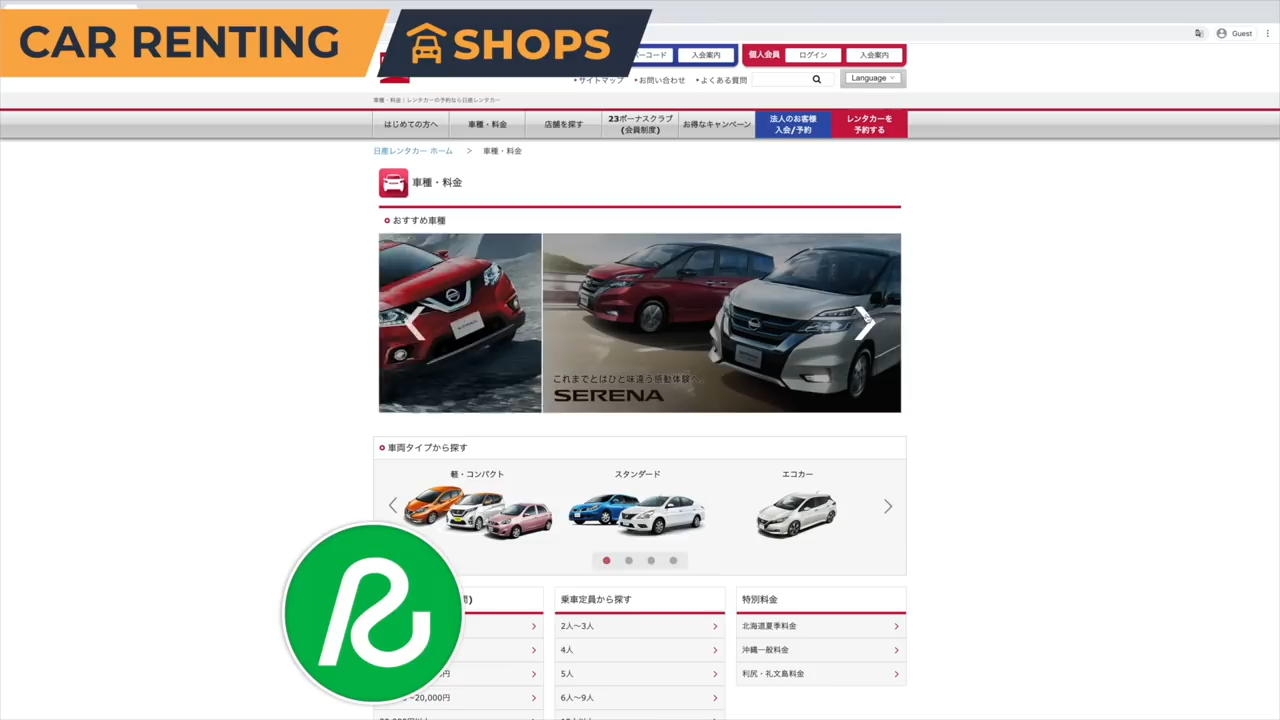 CAR RENTING
SHOPS
Guest
入会案内
個人会員
ログイン
入会案内
サイトマップ
お問い合わせ
よくある質問
Language
車種・料金｜レンタカーの予約なら日産レンタカー
はじめての方へ
車種・料金
店舗を探す
23ボーナスクラブ
(会員制度)
お得なキャンペーン
法人のお客様
入会/予約
レンタカーを
予約する
日産レンタカー ホーム > 車種・料金
車種・料金
おすすめ車種
これまでとはひと味違う感動体験へ。
SERENA
車両タイプから探す
軽・コンパクト
スタンダード
エコカー
乗車定員から探す
特別料金
2人〜3人
北海道夏季料金
4人
沖縄一般料金
5人
利尻・礼文島料金
~20,000円
6人〜9人